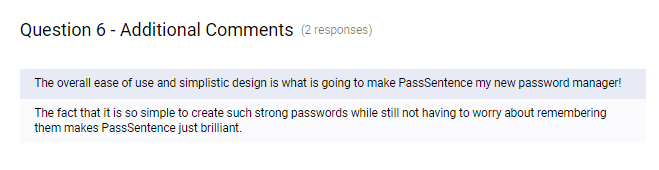 Question 6 - Additional Comments (2 responses)
The overall ease of use and simplistic design is what is going to make PassSentence my new password manager!
The fact that it is so simple to create such strong passwords while still not having to worry about remembering
them makes PassSentence just brilliant.